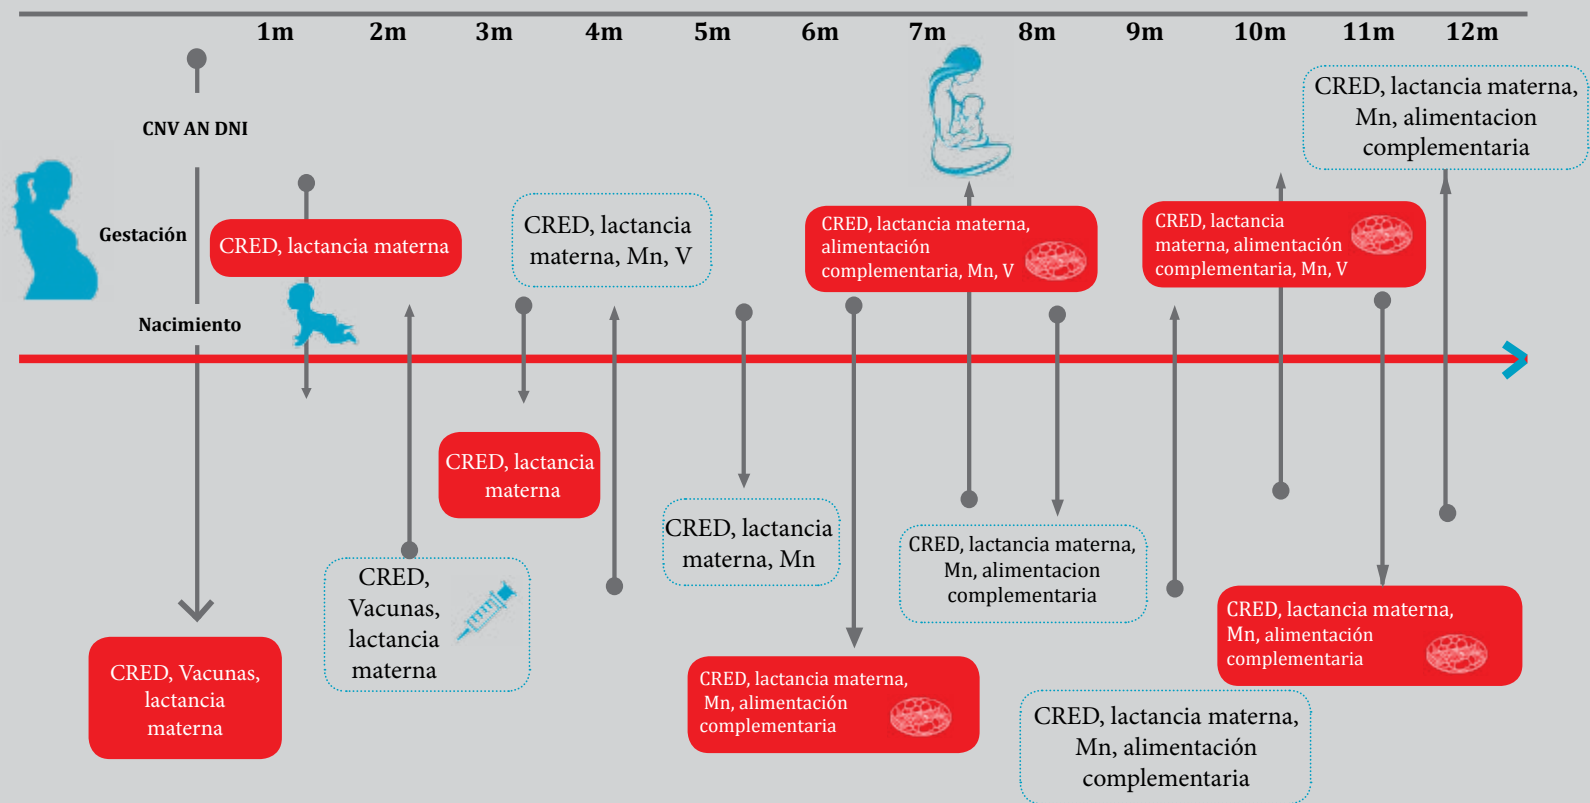 1m 2m 3m 4m 5m 6m 7m 8m 9m 10m 11m 12m
CNV AN DNI
Gestación
Nacimiento
CRED, Vacunas,
lactancia
materna
CRED, lactancia materna
CRED,
Vacunas,
lactancia
materna
CRED, lactancia
materna
CRED, lactancia
materna, Mn, V
CRED, lactancia
materna, Mn
CRED, lactancia materna,
Mn, alimentación
complementaria
CRED, lactancia materna,
alimentación
complementaria, Mn, V
CRED, lactancia materna,
Mn, alimentacion
complementaria
CRED, lactancia materna,
Mn, alimentación
complementaria
CRED, lactancia
materna, alimentación
complementaria, Mn, V
CRED, lactancia materna,
Mn, alimentación
complementaria
CRED, lactancia materna,
Mn, alimentacion
complementaria